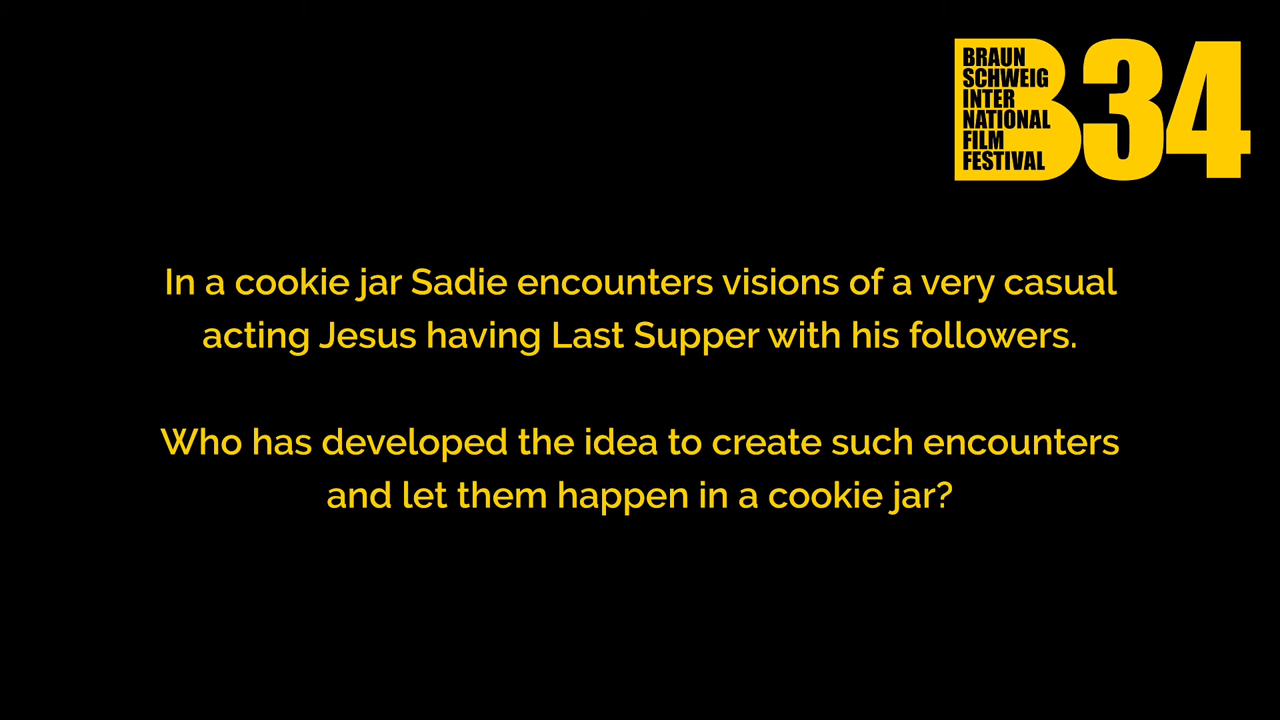 BRAUN
SCHWEIG
INTER
NATIONAL
FILM
FESTIVAL
B34
In a cookie jar Sadie encounters visions of a very casual
acting Jesus having Last Supper with his followers.
Who has developed the idea to create such encounters
and let them happen in a cookie jar?